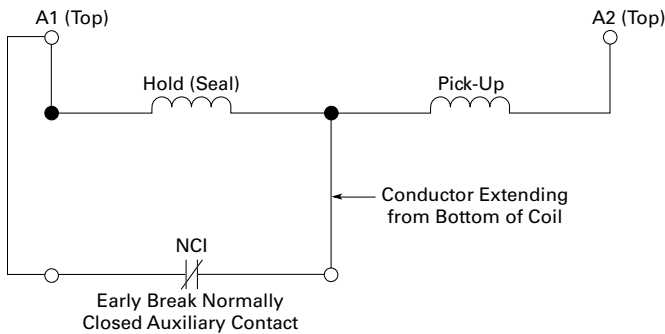 A1 (Top)
A2 (Top)
Hold (Seal)
Pick-Up
Conductor Extending
from Bottom of Coil
NCI
Early Break Normally
Closed Auxiliary Contact